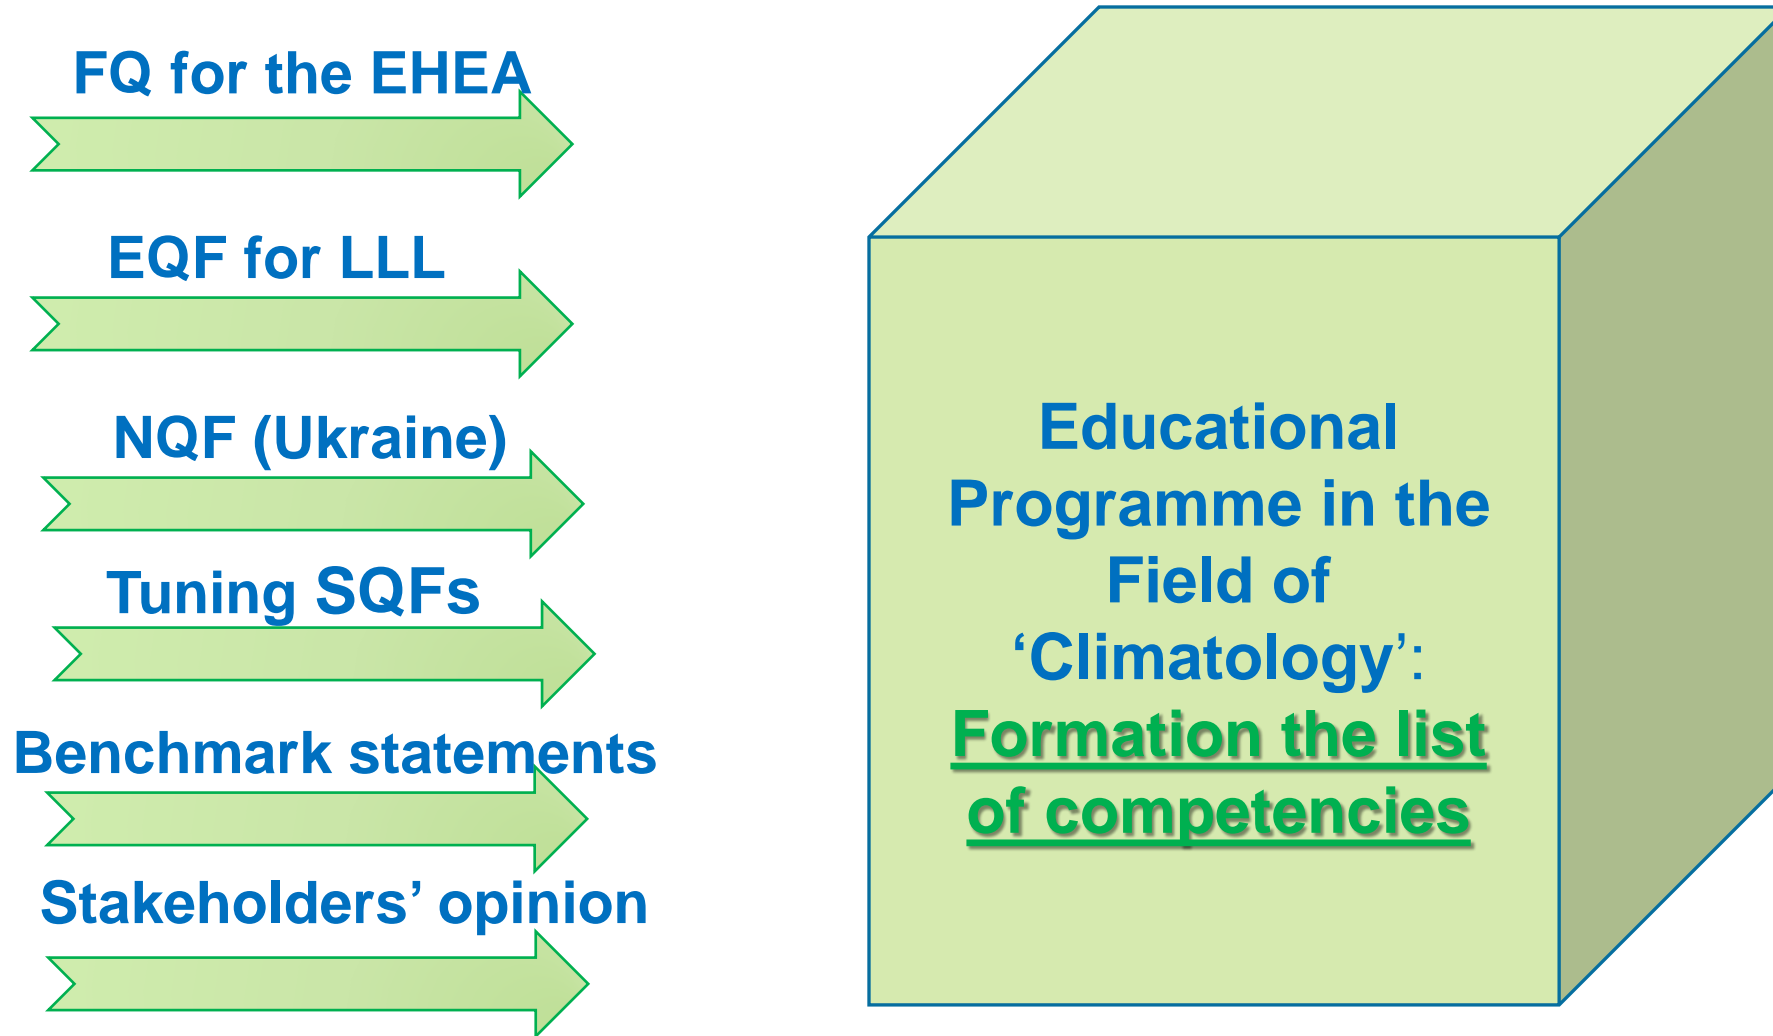 FQ for the EHEA
EQF for LLL
NQF (Ukraine)
Tuning SQFs
Benchmark statements
Stakeholders’ opinion
Educational
Programme in the
Field of
‘Climatology’:
Formation the list
of competencies